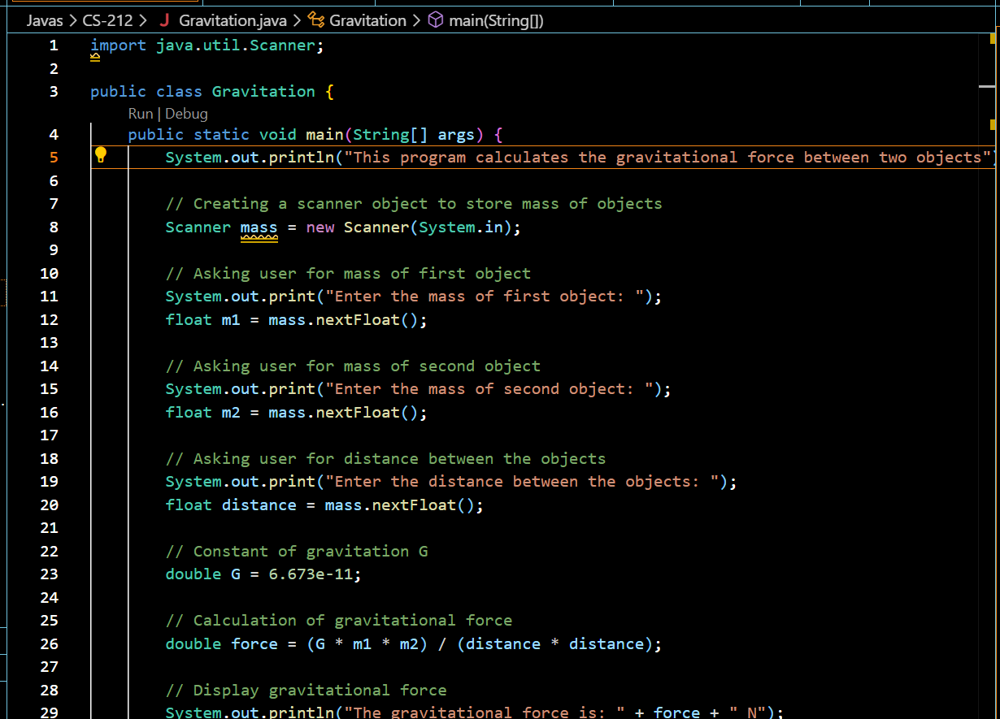 Javas > CS-212 > J Gravitation.java > Gravitation > main(String[])
1 import java.util.Scanner;
2
3 public class Gravitation {
Run | Debug
4 public static void main(String[] args) {
5 System.out.println("This program calculates the gravitational force between two objects")
6
7 // Creating a scanner object to store mass of objects
8 Scanner mass = new Scanner(System.in);
9
10 // Asking user for mass of first object
11 System.out.print("Enter the mass of first object: ");
12 float m1 = mass.nextFloat();
13
14 // Asking user for mass of second object
15 System.out.print("Enter the mass of second object: ");
16 float m2 = mass.nextFloat();
17
18 // Asking user for distance between the objects
19 System.out.print("Enter the distance between the objects: ");
20 float distance = mass.nextFloat();
21
22 // Constant of gravitation G
23 double G = 6.673e-11;
24
25 // Calculation of gravitational force
26 double force = (G * m1 * m2) / (distance * distance);
27
28 // Display gravitational force
29 System.out.println("The gravitational force is: " + force + " N");